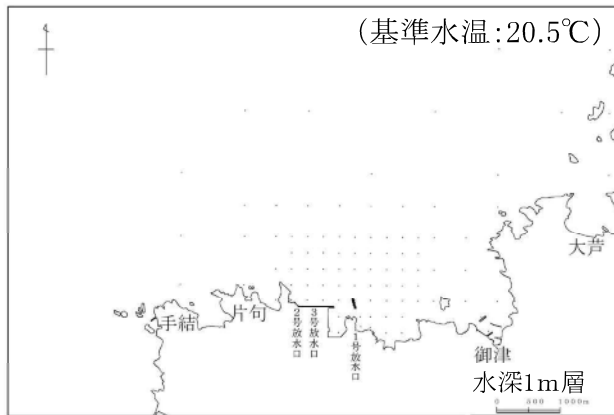 (基準水温:20.5℃)
大芦
手結
片句
2号放水口
3号放水口
1号放水口
御津
水深1m層
0 500 1000m